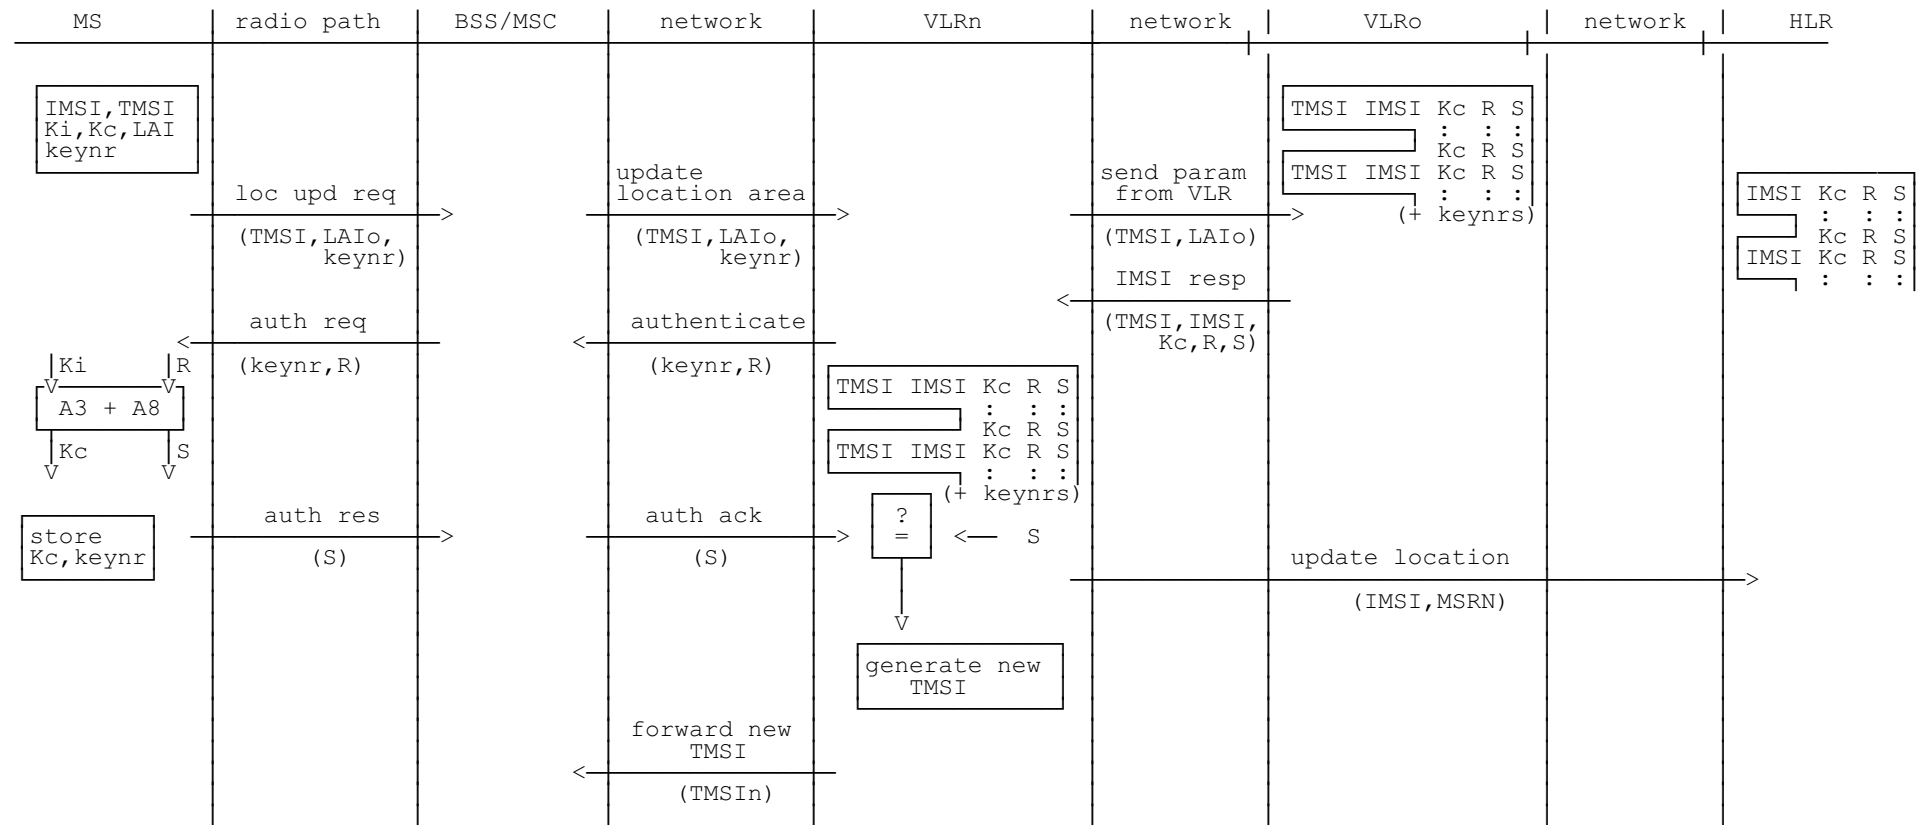 MS radio path BSS/MSC network VLRn network VLRo network HLR
IMSI,TMSI
Ki,Kc,LAI
keynr
TMSI IMSI Kc R S
: : :
Kc R S
TMSI IMSI Kc R S
: : :
(+ keynrs)
IMSI Kc R S
: : :
Kc R S
IMSI Kc R S
: : :
loc upd req
(TMSI,LAIo,
keynr)
update
location area
(TMSI,LAIo,
keynr)
send param
from VLR
(TMSI,LAIo)
IMSI resp
(TMSI,IMSI,
Kc,R,S)
auth req
(keynr,R)
authenticate
(keynr,R)
Ki R
A3 + A8
Kc S
TMSI IMSI Kc R S
: : :
Kc R S
TMSI IMSI Kc R S
: : :
(+ keynrs)
store
Kc,keynr
auth res
(S)
auth ack
(S)
?
=
S
update location
(IMSI,MSRN)
generate new
TMSI
forward new
TMSI
(TMSIn)